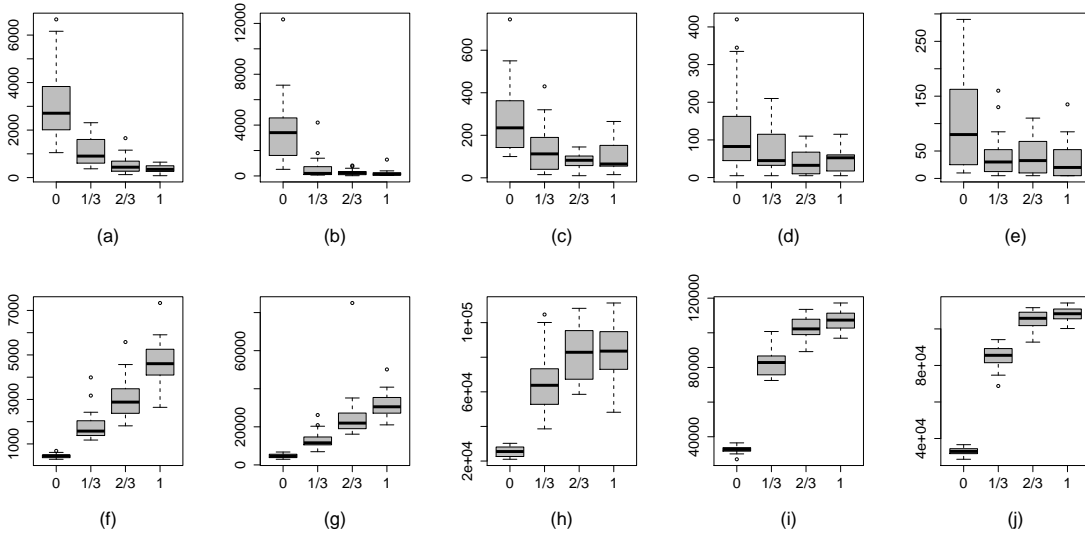 0 2000 4000 6000
0 1/3 2/3 1
(a)
0 4000 8000 12000
0 1/3 2/3 1
(b)
0 200 400 600
0 1/3 2/3 1
(c)
0 100 200 300 400
0 1/3 2/3 1
(d)
0 50 150 250
0 1/3 2/3 1
(e)
1000 3000 5000 7000
0 1/3 2/3 1
(f)
0 20000 40000 60000
0 1/3 2/3 1
(g)
2e+04 6e+04 1e+05
0 1/3 2/3 1
(h)
40000 80000 120000
0 1/3 2/3 1
(i)
4e+04 8e+04
0 1/3 2/3 1
(j)